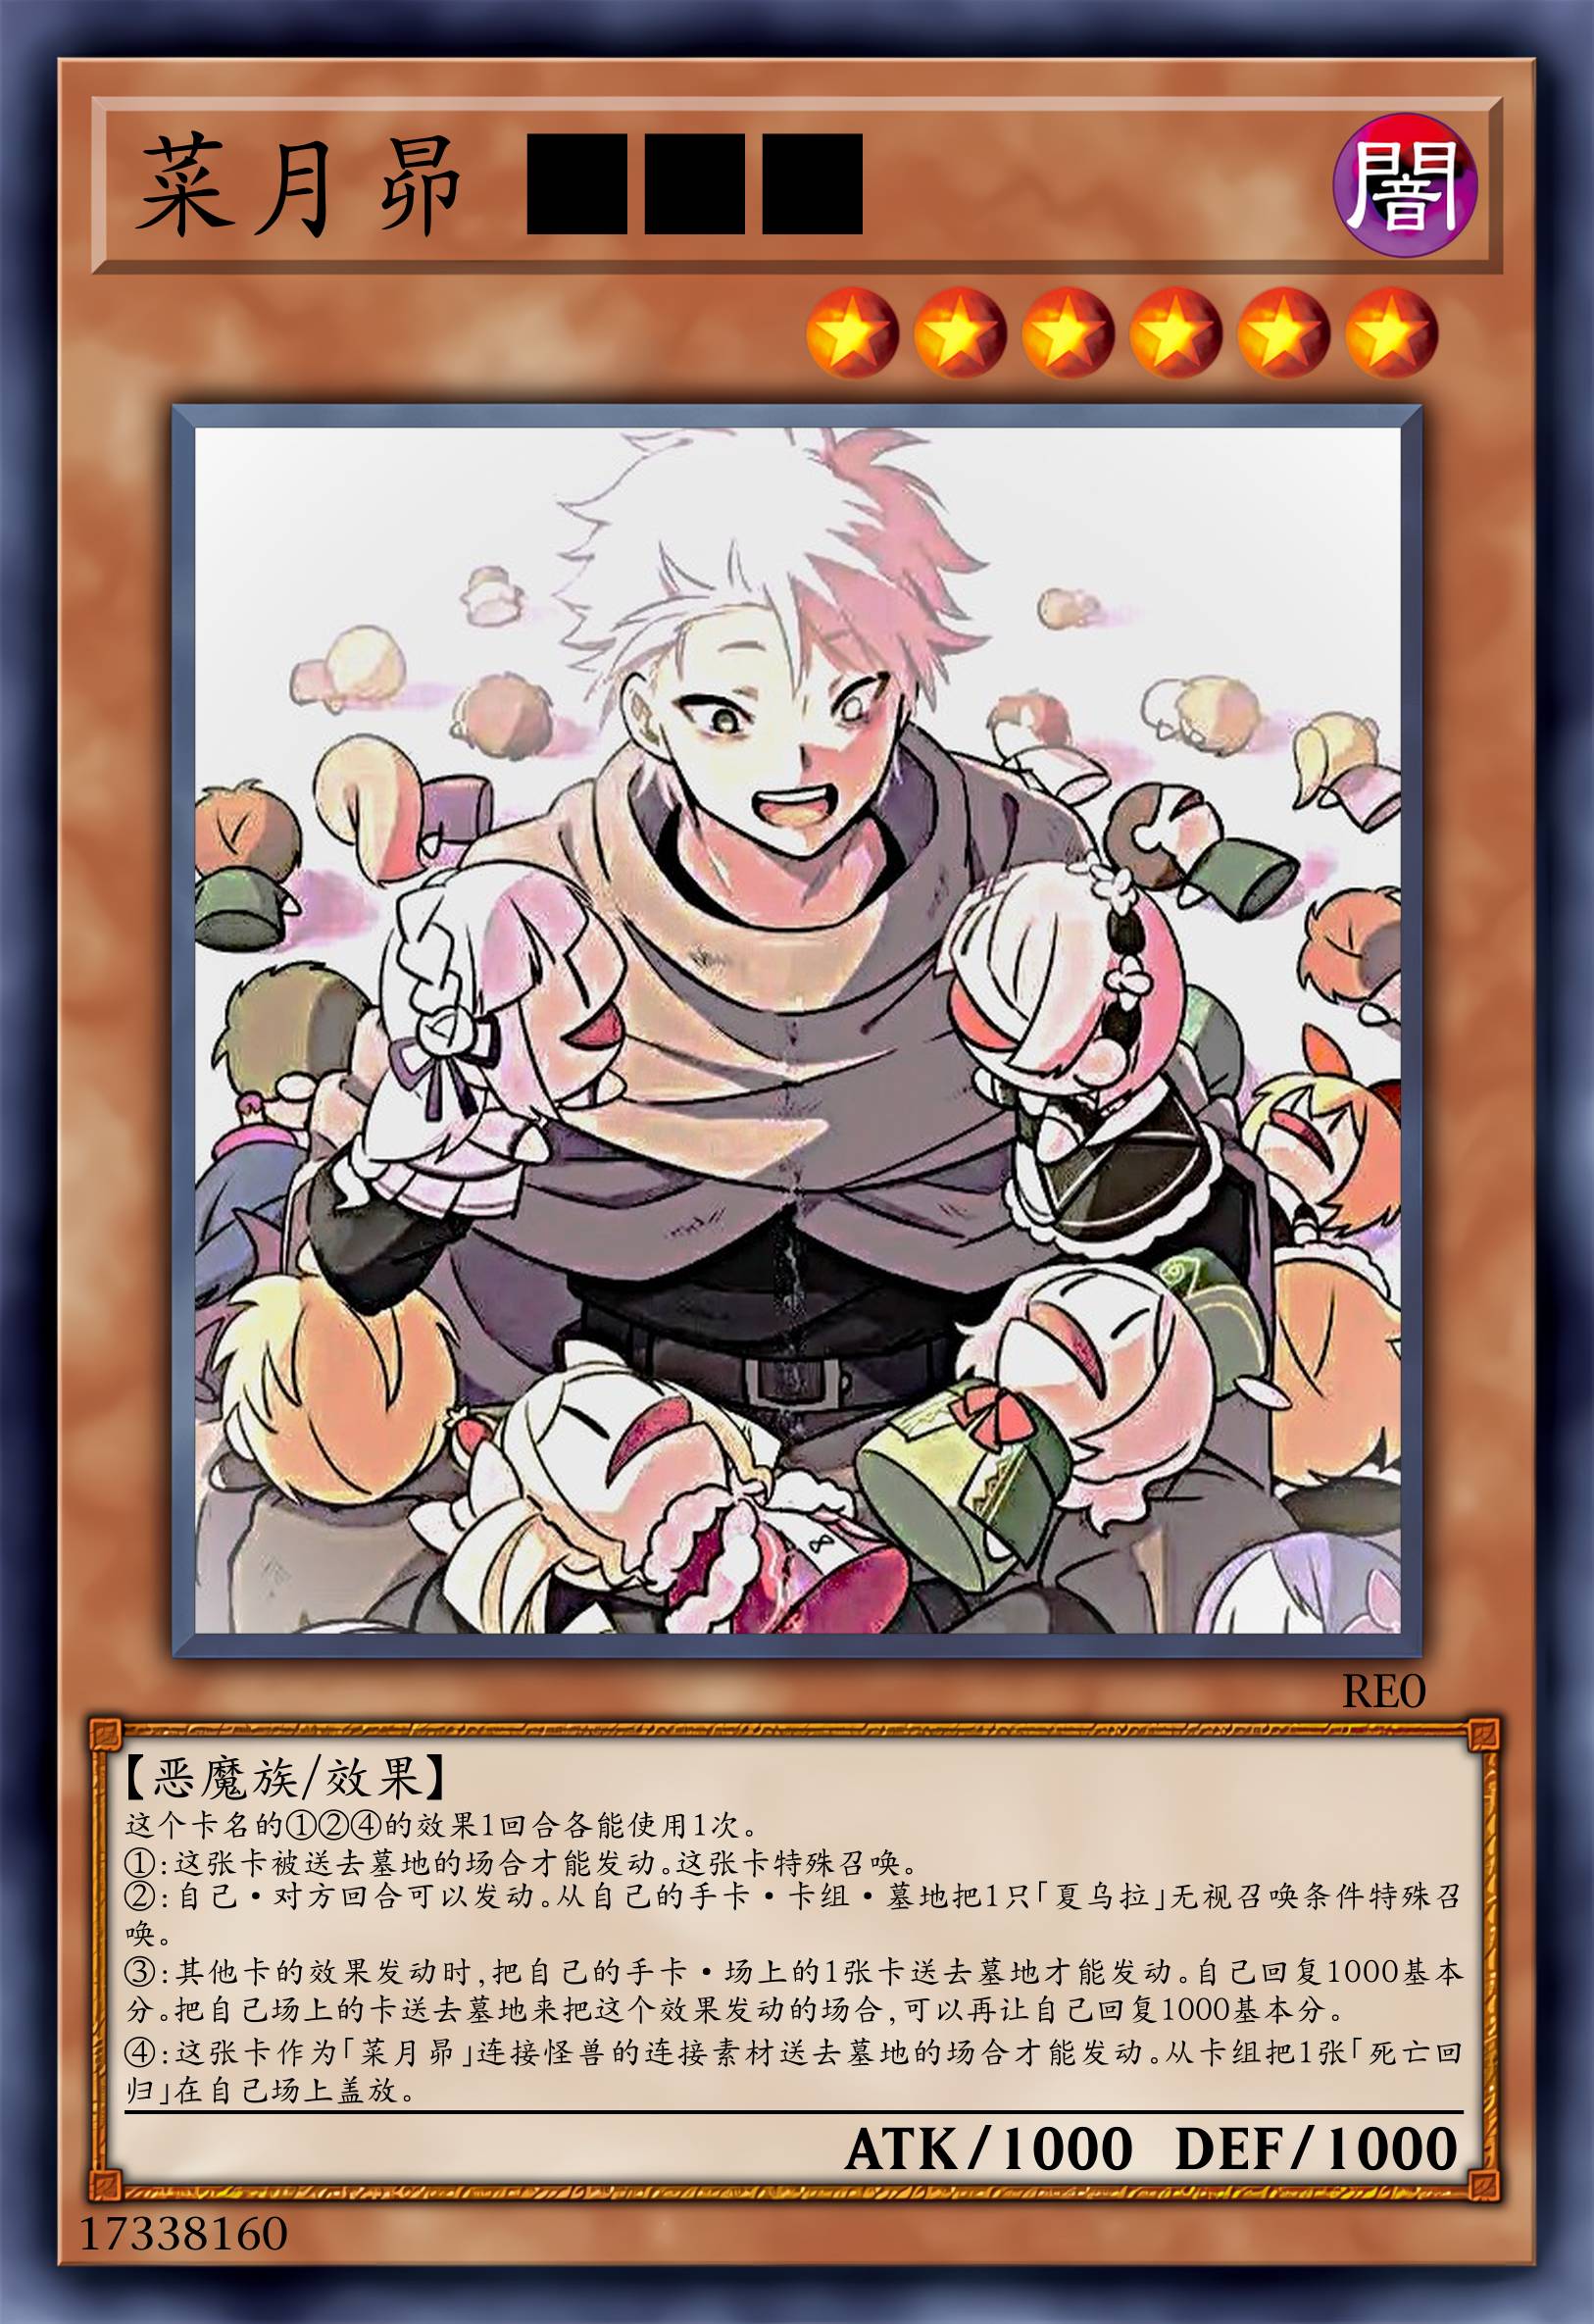 菜月昴 ■■■
闇
RE0
【恶魔族/效果】
这个卡名的①②④的效果1回合各能使用1次。
①:这张卡被送去墓地的场合才能发动。这张卡特殊召唤。
②:自己·对方回合可以发动。从自己的手卡·卡组·墓地把1只「夏乌拉」无视召唤条件特殊召
唤。
③:其他卡的效果发动时,把自己的手卡·场上的1张卡送去墓地才能发动。自己回复1000基本
分。把自己场上的卡送去墓地来把这个效果发动的场合,可以再让自己回复1000基本分。
④:这张卡作为「菜月昴」连接怪兽的连接素材送去墓地的场合才能发动。从卡组把1张「死亡回
归」在自己场上盖放。
ATK/1000 DEF/1000
17338160